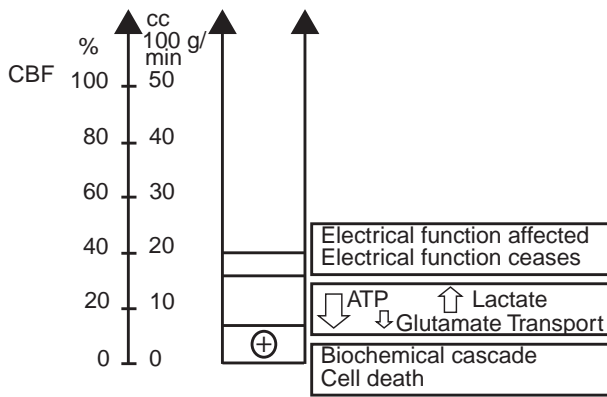 cc
% 100 g/
min
CBF 100 50
80 40
60 30
40 20
20 10
0 0
Electrical function affected
Electrical function ceases
ATP Lactate
Glutamate Transport
Biochemical cascade
Cell death